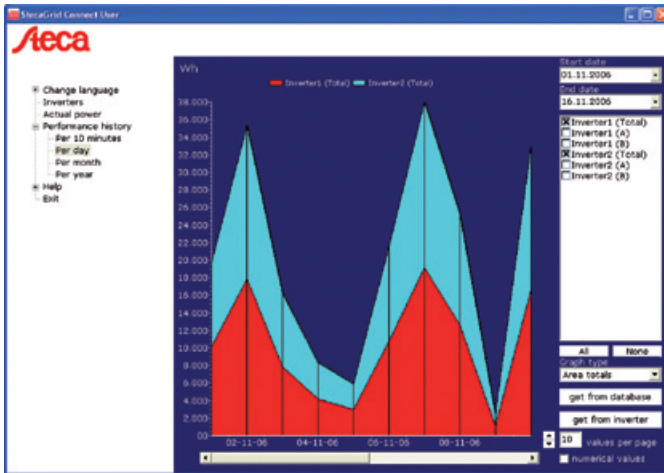 StecaGrid Connect User
Steca
Change language
Inverters
Actual power
Performance history
Per 10 minutes
Per day
Per month
Per year
Help
Exit
Wh
Inverter1 (Total) Inverter2 (Total)
38.000
36.000
34.000
32.000
30.000
28.000
26.000
24.000
22.000
20.000
18.000
16.000
14.000
12.000
10.000
8.000
6.000
4.000
2.000
00
02-11-06 04-11-06 06-11-06 08-11-06
Start date
01.11.2006
End date
16.11.2006
Inverter1 (Total)
Inverter1 (A)
Inverter1 (B)
Inverter2 (Total)
Inverter2 (A)
Inverter2 (B)
All None
Graph type
Area totals
get from database
get from inverter
10 values per page
numerical values